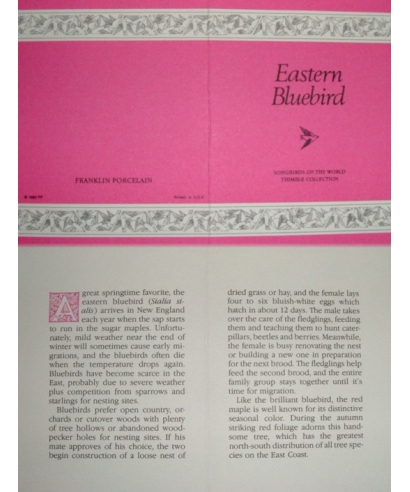 Eastern
Bluebird
SONGBIRDS OF THE WORLD
THIMBLE COLLECTION
FRANKLIN PORCELAIN
Printed in U.S.A.
A great springtime favorite, the
eastern bluebird (Sialia si-
alis) arrives in New England
each year when the sap starts
to run in the sugar maples. Unfortu-
nately, mild weather near the end of
winter will sometimes cause early mi-
grations, and the bluebirds often die
when the temperature drops again.
Bluebirds have become scarce in the
East, probably due to severe weather
plus competition from sparrows and
starlings for nesting sites.
Bluebirds prefer open country, or-
chards or cutover woods with plenty
of tree hollows or abandoned wood-
pecker holes for nesting sites. If his
mate approves of his choice, the two
begin construction of a loose nest of
dried grass or hay, and the female lays
four to six bluish-white eggs which
hatch in about 12 days. The male takes
over the care of the fledglings, feeding
them and teaching them to hunt cater-
pillars, beetles and berries. Meanwhile,
the female is busy renovating the nest
or building a new one in preparation
for the next brood. The fledglings help
feed the second brood, and the entire
family group stays together until it's
time for migration.
Like the brilliant bluebird, the red
maple is well known for its distinctive
seasonal color. During the autumn
striking red foliage adorns this hand-
some tree, which has the greatest
north-south distribution of all tree spe-
cies on the East Coast.